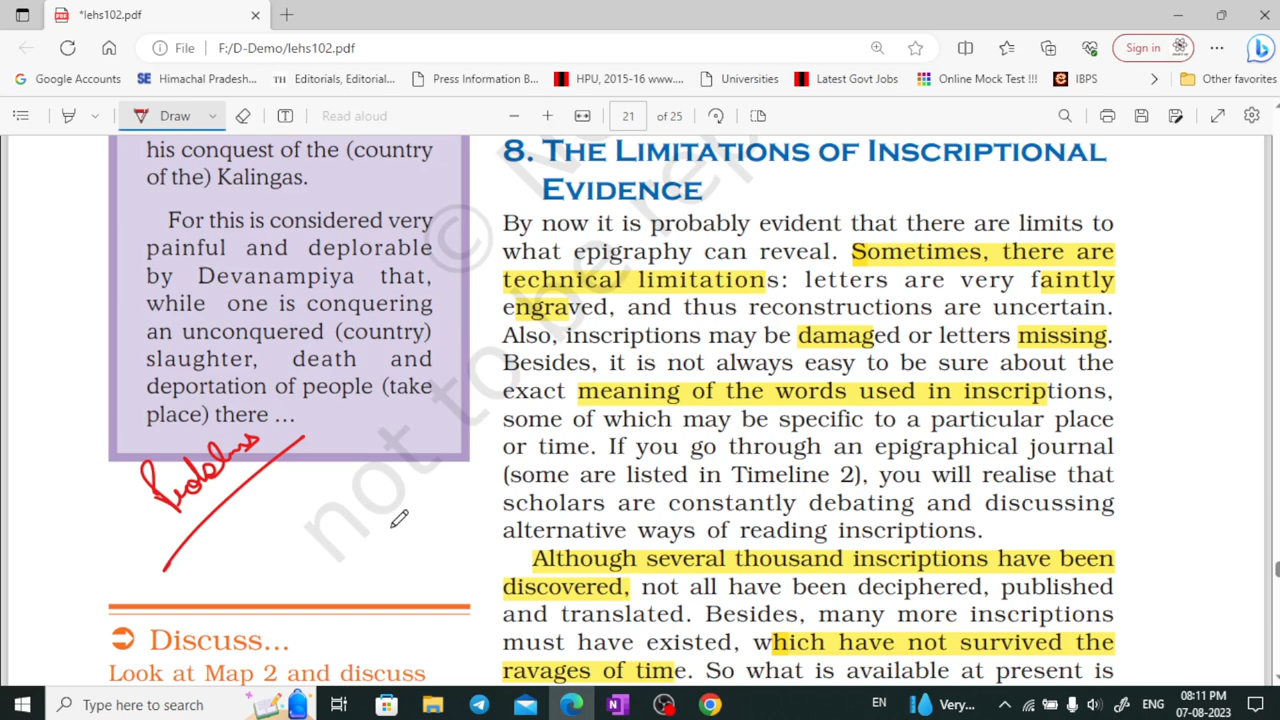 *lehs102.pdf
File
F:/D-Demo/lehs102.pdf
Sign in
Google Accounts
SE Himachal Pradesh...
TH Editorials, Editorial...
Press Information B...
HPU, 2015-16 www....
Universities
Latest Govt Jobs
Online Mock Test !!!
IBPS
Other favorites
Draw
Read aloud
21 of 25
his conquest of the (country
of the) Kalingas.
For this is considered very
painful and deplorable
by Devanampiya that,
while one is conquering
an unconquered (country)
slaughter, death and
deportation of people (take
place) there ...
Problems
Discuss...
Look at Map 2 and discuss
8. The Limitations of Inscriptional
Evidence
By now it is probably evident that there are limits to
what epigraphy can reveal. Sometimes, there are
technical limitations: letters are very faintly
engraved, and thus reconstructions are uncertain.
Also, inscriptions may be damaged or letters missing.
Besides, it is not always easy to be sure about the
exact meaning of the words used in inscriptions,
some of which may be specific to a particular place
or time. If you go through an epigraphical journal
(some are listed in Timeline 2), you will realise that
scholars are constantly debating and discussing
alternative ways of reading inscriptions.
Although several thousand inscriptions have been
discovered, not all have been deciphered, published
and translated. Besides, many more inscriptions
must have existed, which have not survived the
ravages of time. So what is available at present is
© N
not to be re
Type here to search
EN
Very...
ENG
08:11 PM
07-08-2023